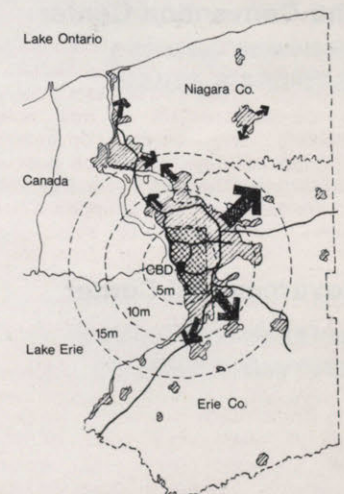 Lake Ontario
Niagara Co.
Canada
CBD
5m
10m
15m
Lake Erie
Erie Co.